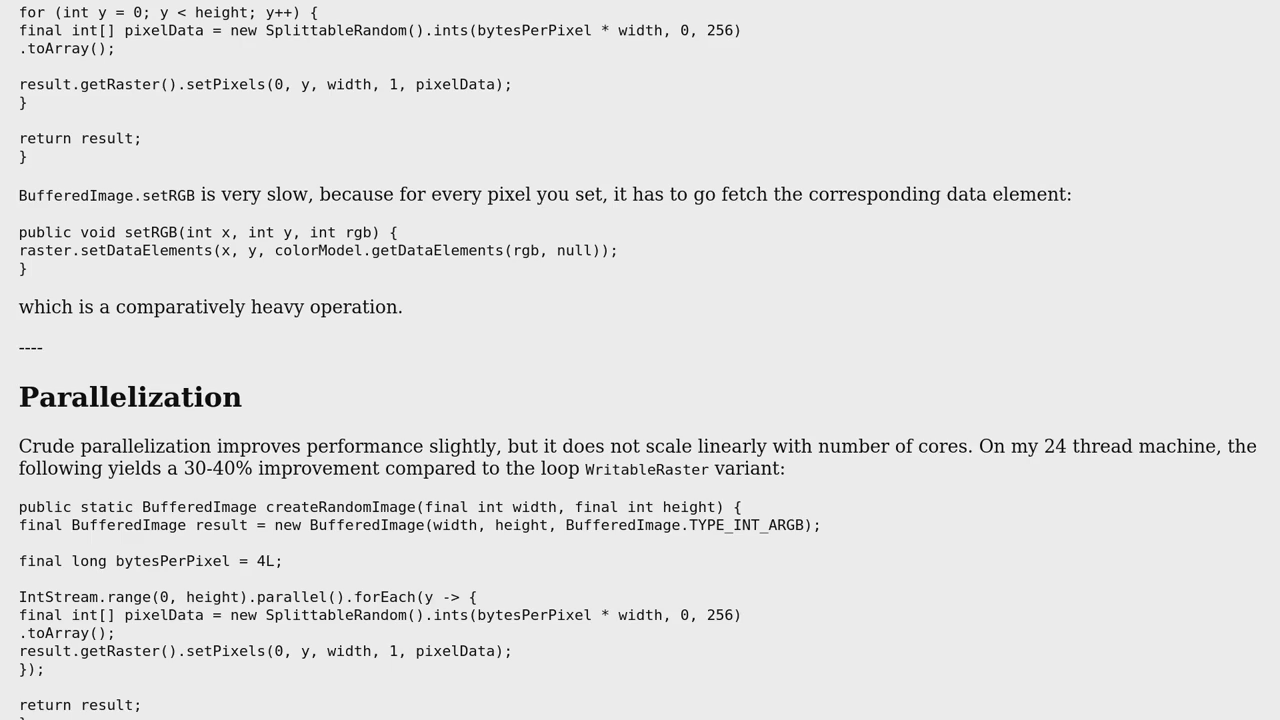 for (int y = 0; y < height; y++) {
final int[] pixelData = new SplittableRandom().ints(bytesPerPixel * width, 0, 256)
.toArray();
result.getRaster().setPixels(0, y, width, 1, pixelData);
}
return result;
}
BufferedImage.setRGB is very slow, because for every pixel you set, it has to go fetch the corresponding data element:
public void setRGB(int x, int y, int rgb) {
raster.setDataElements(x, y, colorModel.getDataElements(rgb, null));
}
which is a comparatively heavy operation.
----
Parallelization
Crude parallelization improves performance slightly, but it does not scale linearly with number of cores. On my 24 thread machine, the
following yields a 30-40% improvement compared to the loop WritableRaster variant:
public static BufferedImage createRandomImage(final int width, final int height) {
final BufferedImage result = new BufferedImage(width, height, BufferedImage.TYPE_INT_ARGB);
final long bytesPerPixel = 4L;
IntStream.range(0, height).parallel().forEach(y -> {
final int[] pixelData = new SplittableRandom().ints(bytesPerPixel * width, 0, 256)
.toArray();
result.getRaster().setPixels(0, y, width, 1, pixelData);
});
return result;
}